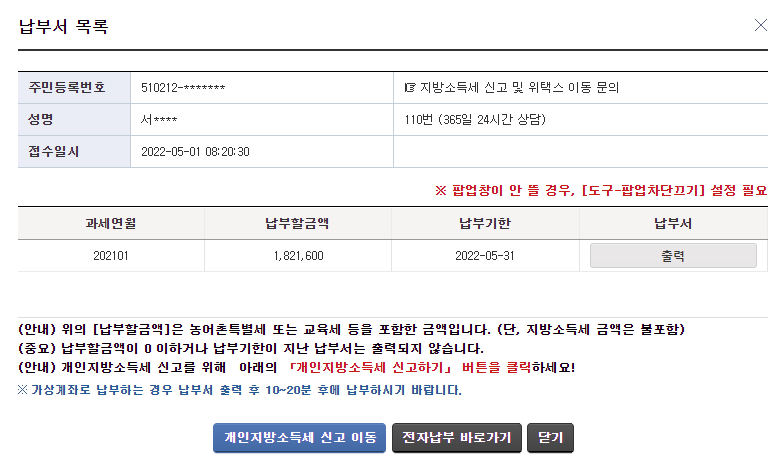 납부서 목록
주민등록번호 510212-******* ☞ 지방소득세 신고 및 위택스 이동 문의
성명 서**** 110번 (365일 24시간 상담)
접수일시 2022-05-01 08:20:30
※ 팝업창이 안 뜰 경우, [도구-팝업차단끄기] 설정 필요
과세연월 납부할금액 납부기한 납부서
202101 1,821,600 2022-05-31 출력
(안내) 위의 [납부할금액]은 농어촌특별세 또는 교육세 등을 포함한 금액입니다. (단, 지방소득세 금액은 불포함)
(중요) 납부할금액이 0 이하거나 납부기한이 지난 납부서는 출력되지 않습니다.
(안내) 개인지방소득세 신고를 위해 아래의 「개인지방소득세 신고하기」 버튼을 클릭하세요!
※ 가상계좌로 납부하는 경우 납부서 출력 후 10~20분 후에 납부하시기 바랍니다.
개인지방소득세 신고 이동 전자납부 바로가기 닫기